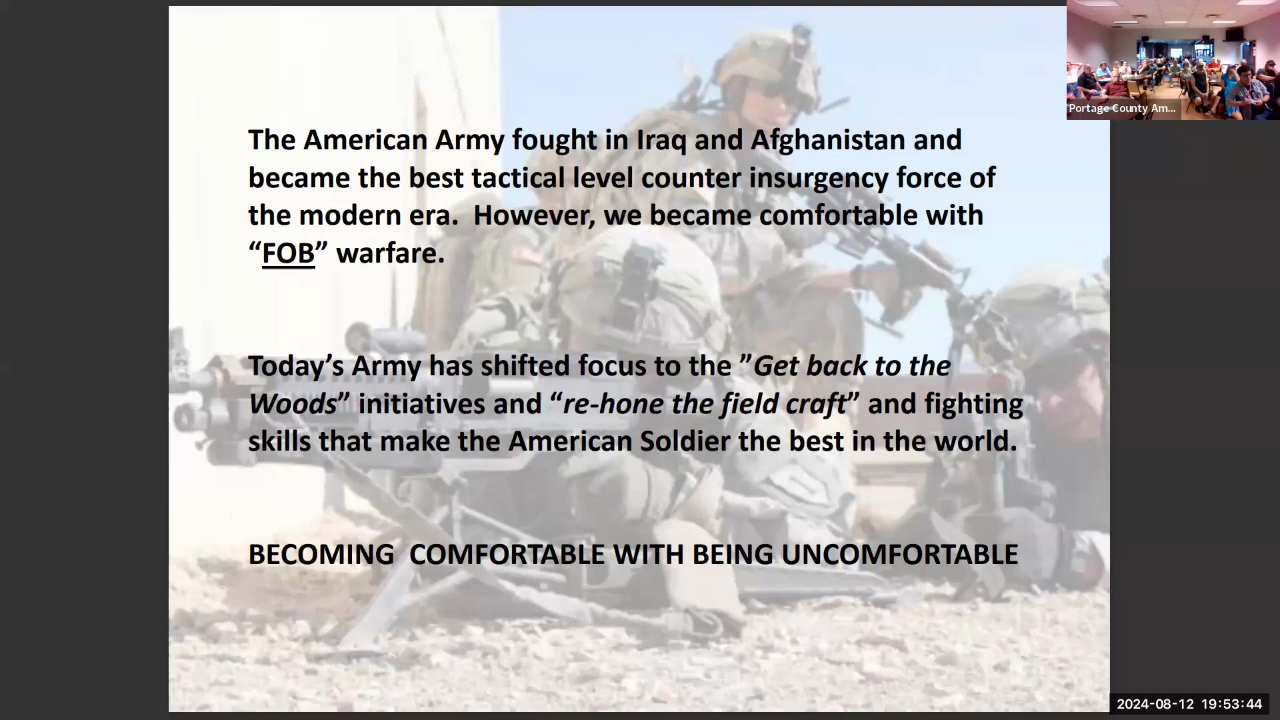 The American Army fought in Iraq and Afghanistan and
became the best tactical level counter insurgency force of
the modern era.  However, we became comfortable with
“FOB” warfare.
Today’s Army has shifted focus to the ”Get back to the
Woods” initiatives and “re-hone the field craft” and fighting
skills that make the American Soldier the best in the world.
BECOMING  COMFORTABLE WITH BEING UNCOMFORTABLE
Portage County Am...
2024-08-12 19:53:44